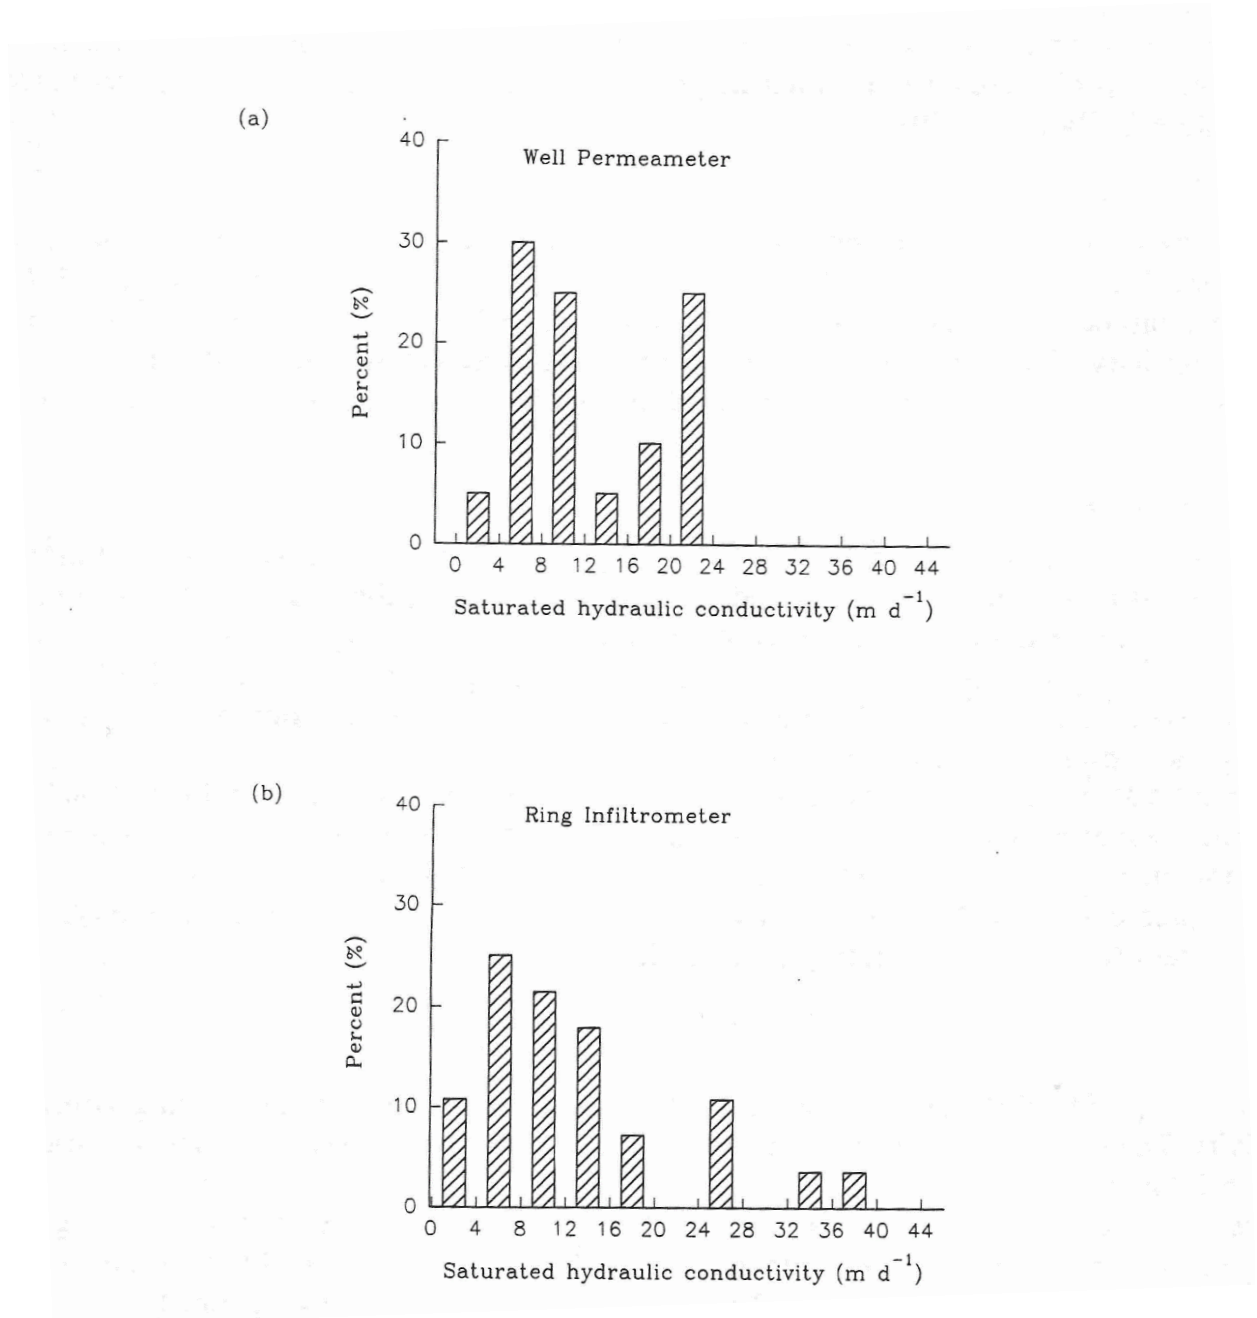 (a)
Well Permeameter
40
30
20
10
0
Percent (%)
0 4 8 12 16 20 24 28 32 36 40 44
Saturated hydraulic conductivity (m d⁻¹)
(b)
Ring Infiltrometer
40
30
20
10
0
Percent (%)
0 4 8 12 16 20 24 28 32 36 40 44
Saturated hydraulic conductivity (m d⁻¹)